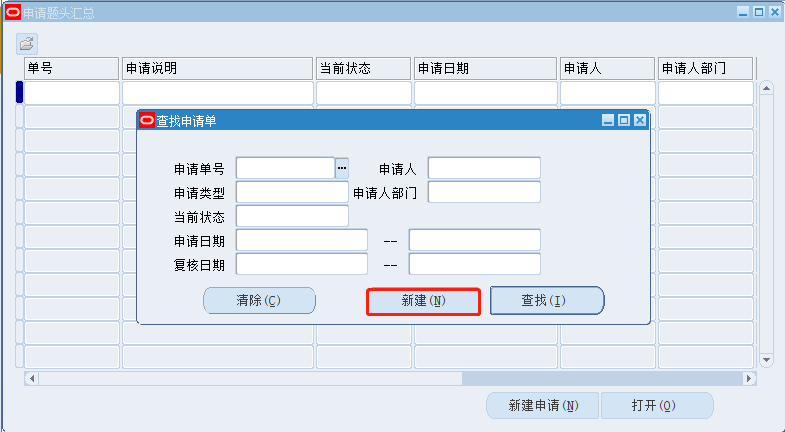 申请题头汇总
单号 申请说明 当前状态 申请日期 申请人 申请人部门
查找申请单
申请单号 ... 申请人
申请类型 申请人部门
当前状态
申请日期 --
复核日期 --
清除(C) 新建(N) 查找(I)
新建申请(N) 打开(O)